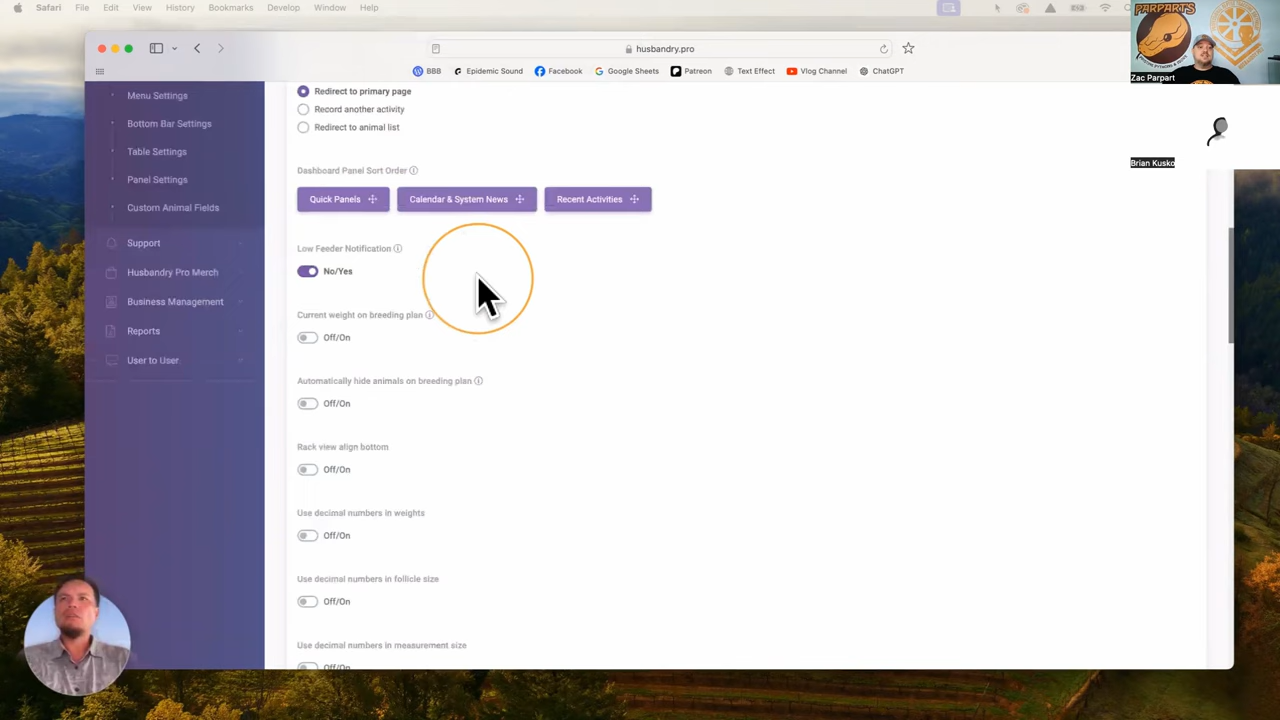 Safari File Edit View History Bookmarks Develop Window Help
PARPART'S
Zac Parpart
husbandry.pro
BBB Epidemic Sound Facebook Google Sheets Patreon Text Effect Vlog Channel ChatGPT
Brian Kusko
Menu Settings
Bottom Bar Settings
Table Settings
Panel Settings
Custom Animal Fields
Support
Husbandry Pro Merch
Business Management
Reports
User to User
Redirect to primary page
Record another activity
Redirect to animal list
Dashboard Panel Sort Order
Quick Panels Calendar & System News Recent Activities
Low Feeder Notification
No/Yes
Current weight on breeding plan
Off/On
Automatically hide animals on breeding plan
Off/On
Rack view align bottom
Off/On
Use decimal numbers in weights
Off/On
Use decimal numbers in follicle size
Off/On
Use decimal numbers in measurement size
Off/On